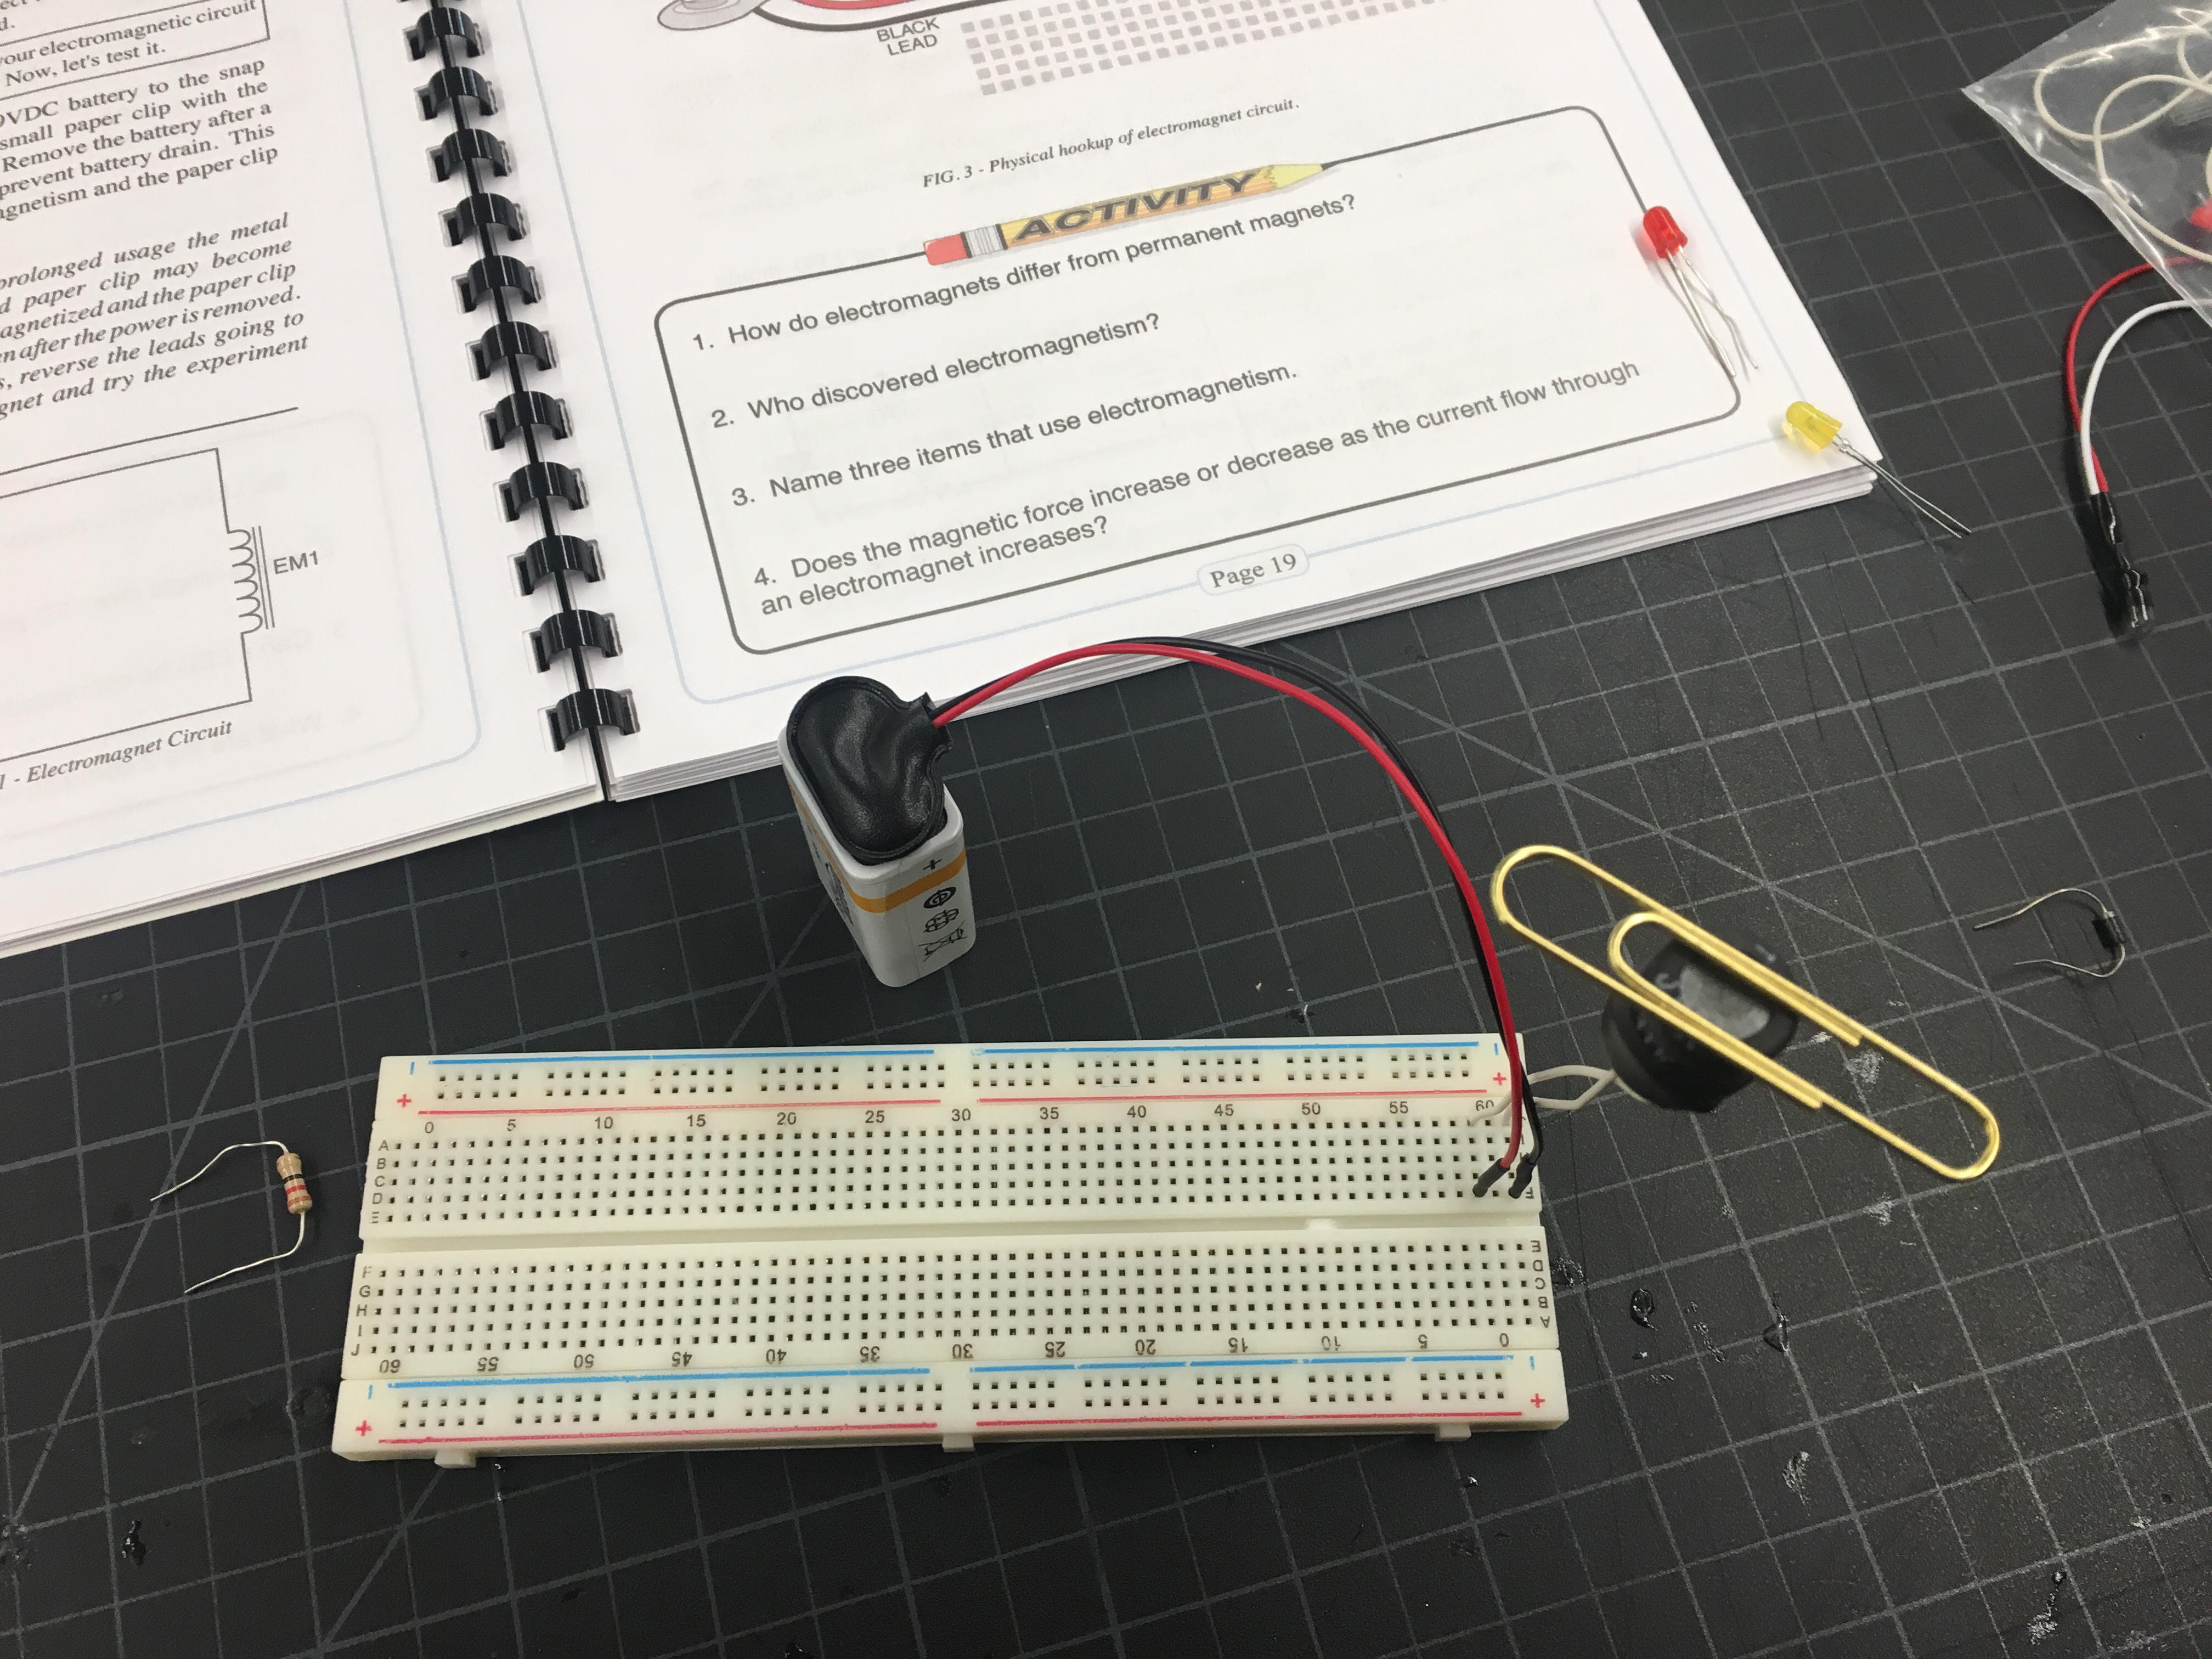 d.
your electromagnetic circuit
Now, let's test it.
9VDC battery to the snap
small paper clip with the
Remove the battery after a
prevent battery drain. This
agnetism and the paper clip
prolonged usage the metal
d paper clip may become
agnetized and the paper clip
en after the power is removed.
s, reverse the leads going to
gnet and try the experiment
EM1
1 - Electromagnet Circuit
BLACK
LEAD
FIG. 3 - Physical hookup of electromagnet circuit.
ACTIVITY
1. How do electromagnets differ from permanent magnets?
2. Who discovered electromagnetism?
3. Name three items that use electromagnetism.
4. Does the magnetic force increase or decrease as the current flow through
an electromagnet increases?
Page 19
+
+ +
0 5 10 15 20 25 30 35 40 45 50 55 60
A
B
C
D
E
F
F E
G D
H C
I B
J A
60 55 50 45 40 35 30 25 20 15 10 5 0
+ +